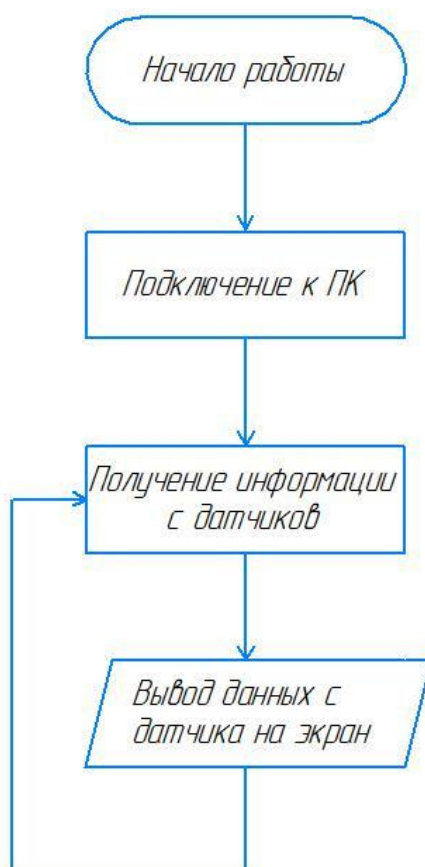 Начало работы
Подключение к ПК
Получение информации
с датчиков
Вывод данных с
датчика на экран